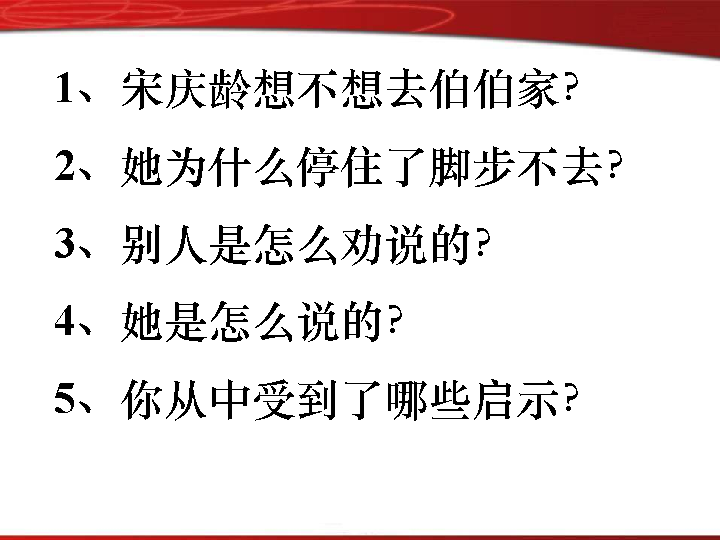 1、宋庆龄想不想去伯伯家?
2、她为什么停住了脚步不去?
3、别人是怎么劝说的?
4、她是怎么说的?
5、你从中受到了哪些启示?